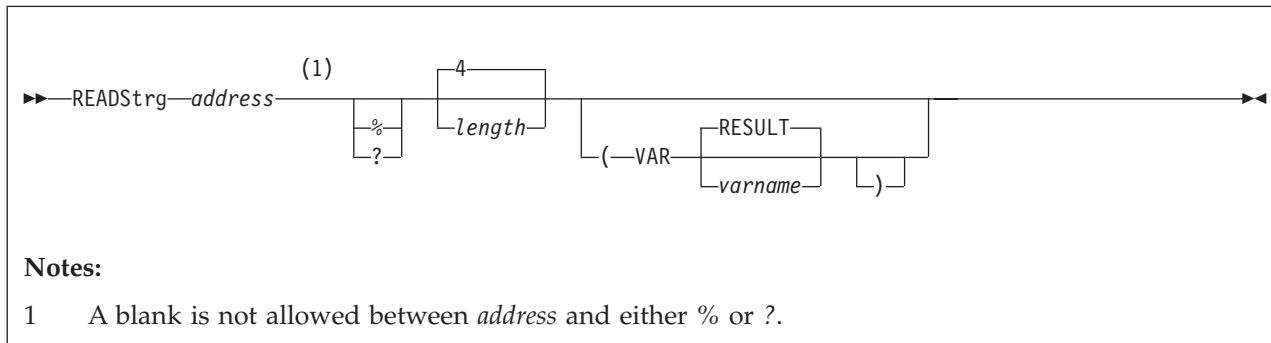 (1) 4
►►—READStrg—address % length RESULT ►◄
? (—VAR varname )
Notes:
1 A blank is not allowed between address and either % or ?.